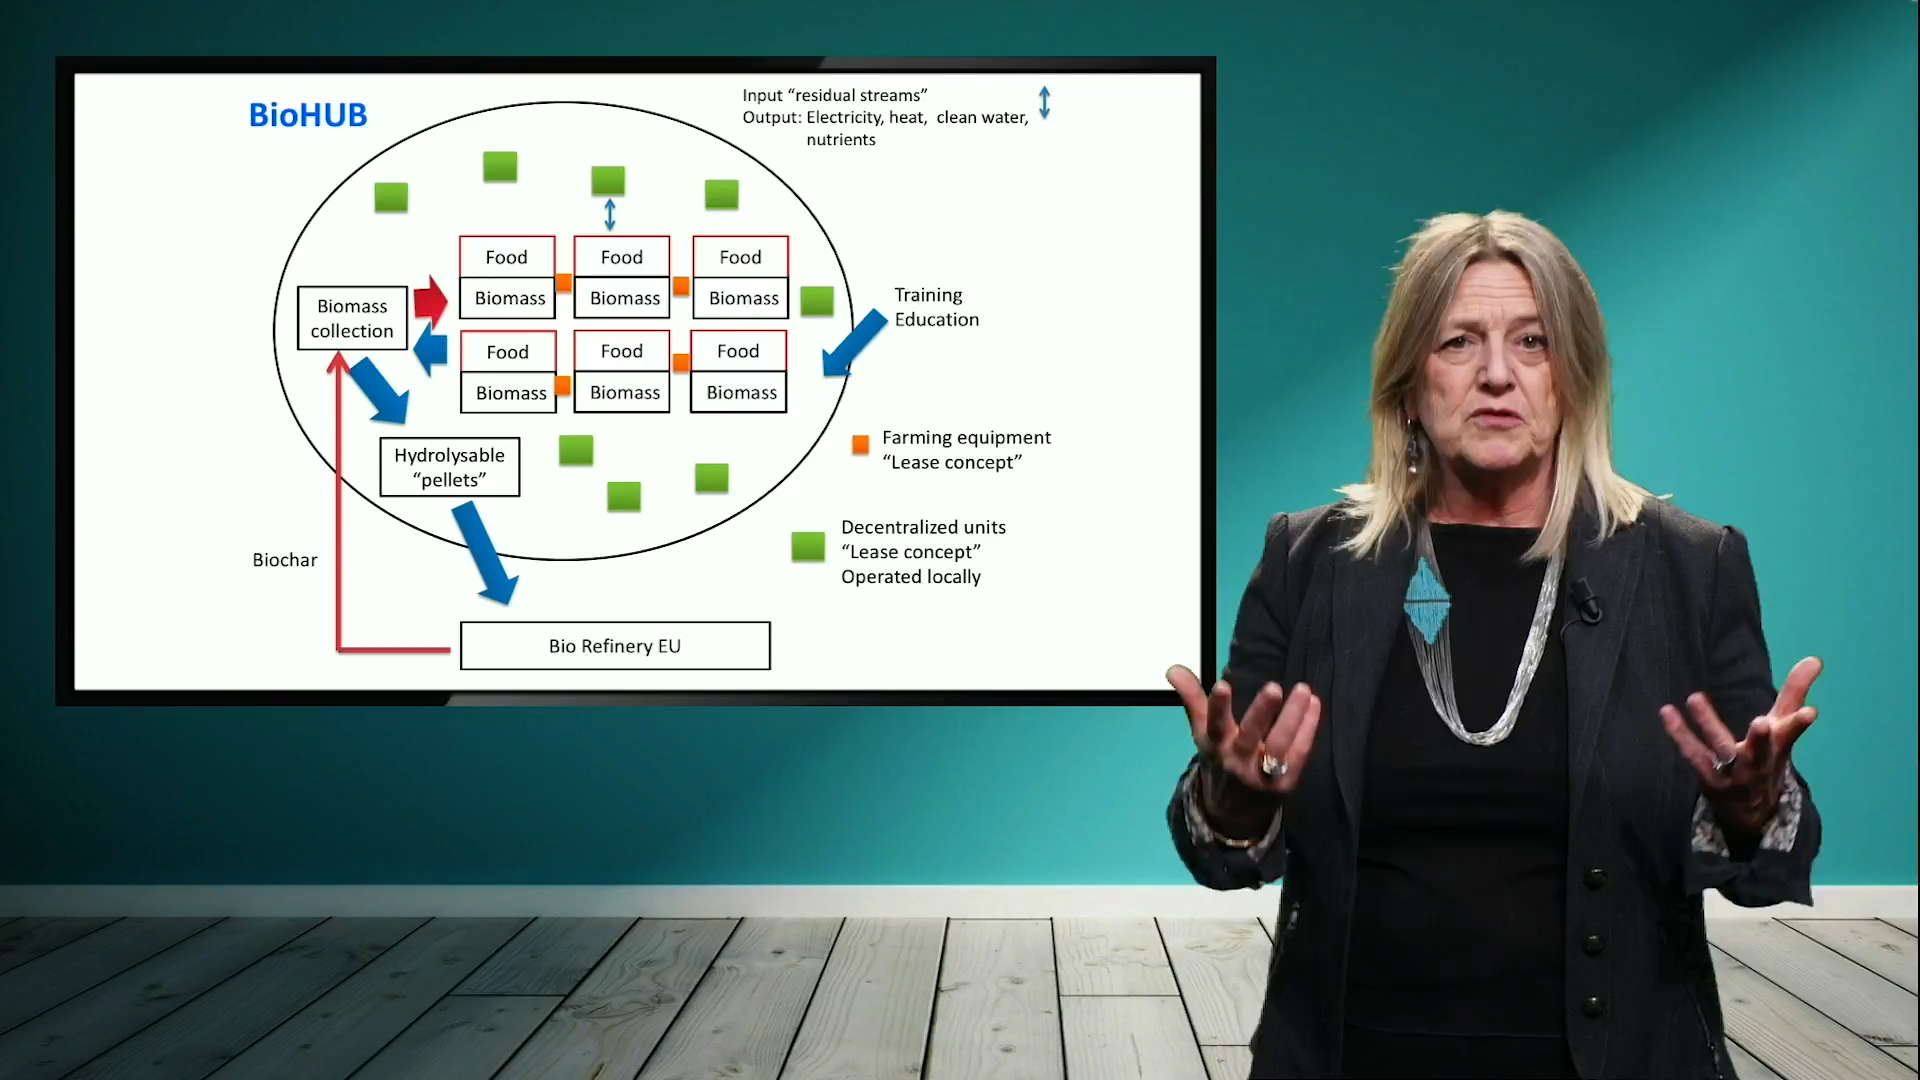 BioHUB
Input “residual streams”
Output: Electricity, heat, clean water,
nutrients
Food
Food
Food
Biomass
Biomass
Biomass
Biomass
collection
Training
Education
Food
Food
Food
Biomass
Biomass
Biomass
Hydrolysable
“pellets”
Farming equipment
“Lease concept”
Decentralized units
“Lease concept”
Operated locally
Biochar
Bio Refinery EU